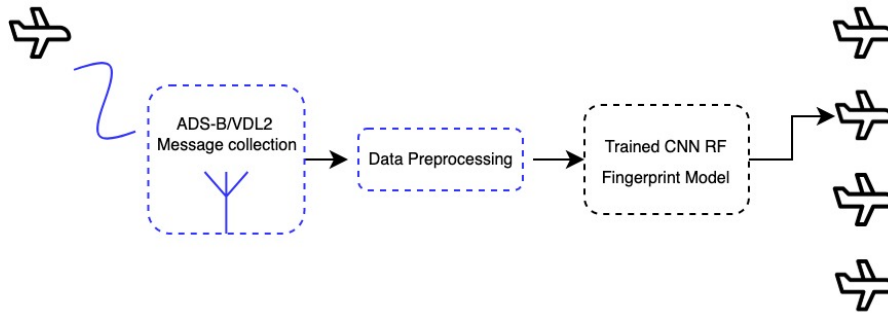 ADS-B/VDL2
Message collection
Data Preprocessing
Trained CNN RF
Fingerprint Model